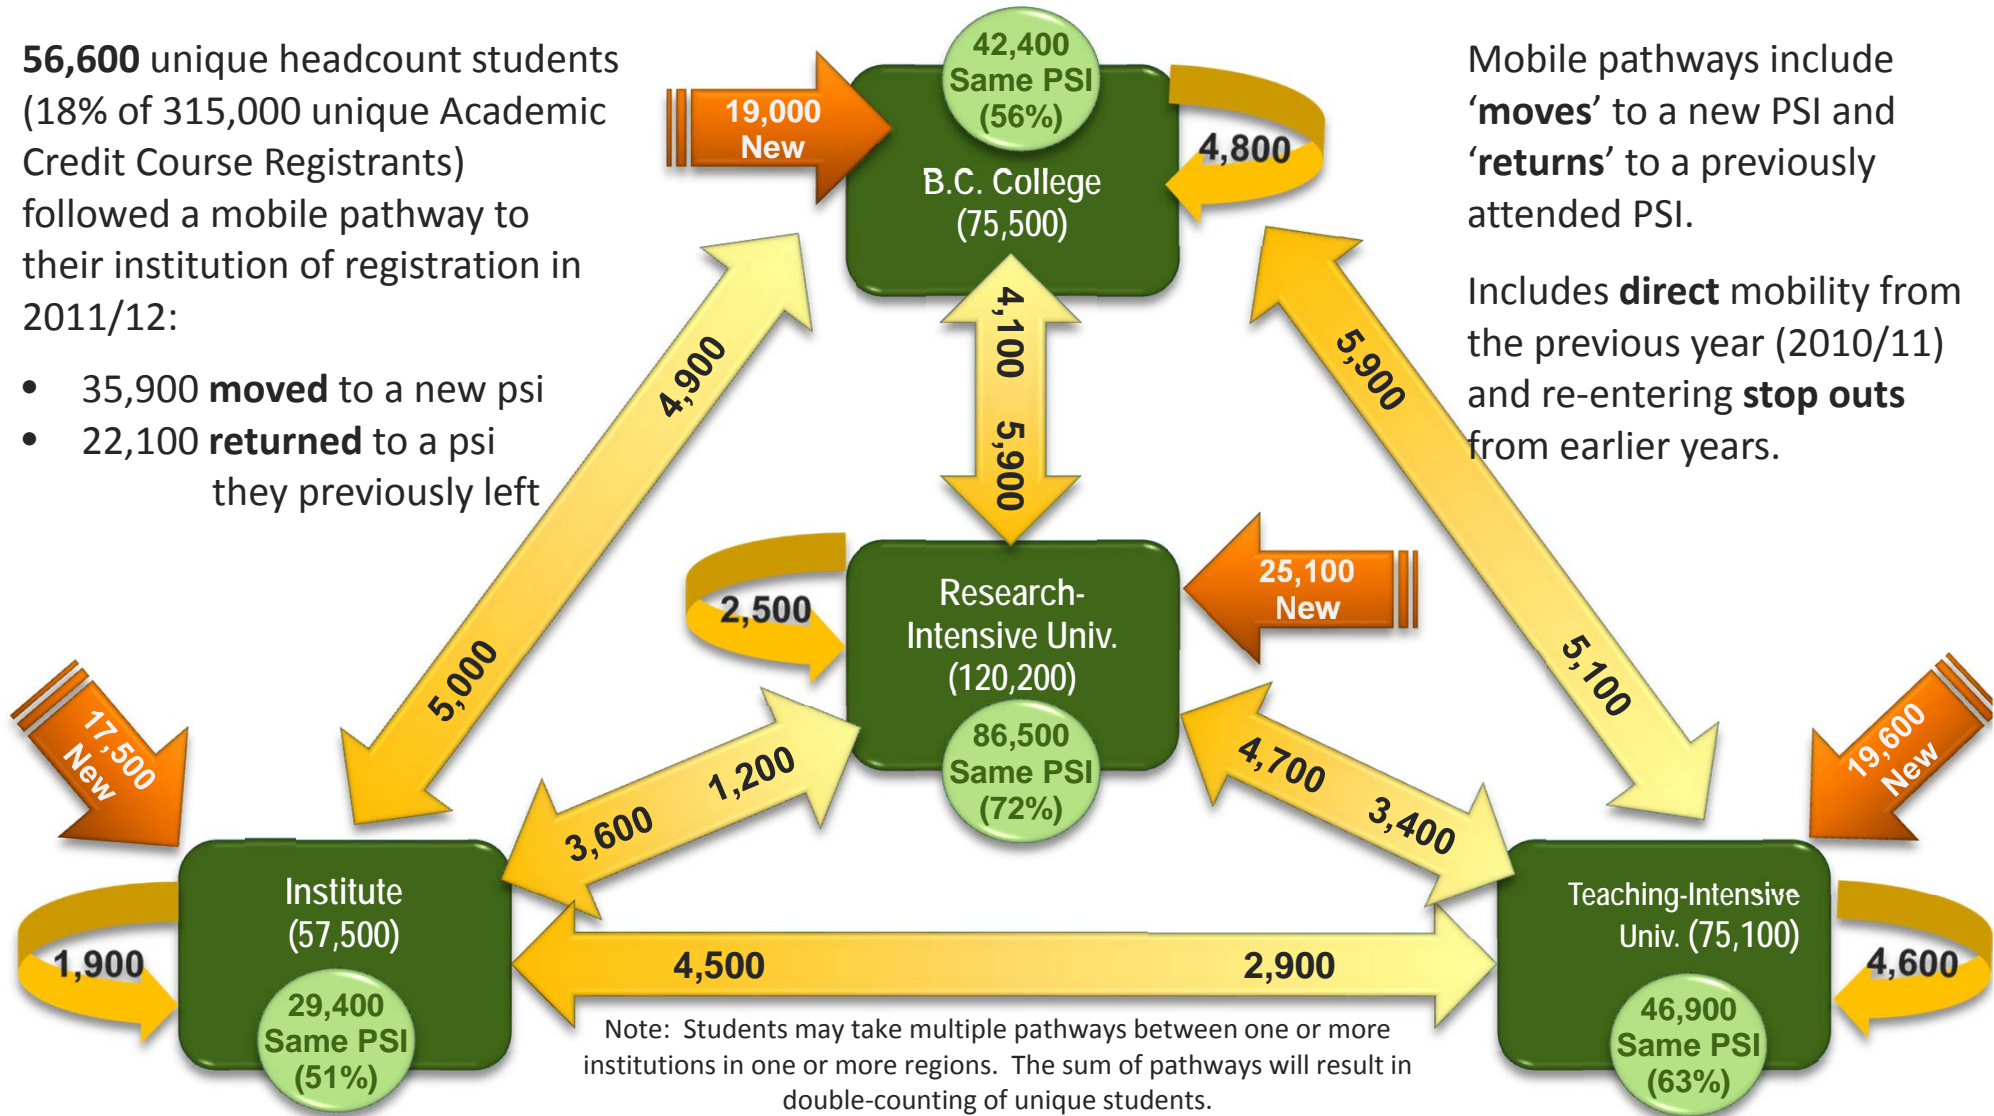 56,600 unique headcount students
(18% of 315,000 unique Academic
Credit Course Registrants)
followed a mobile pathway to
their institution of registration in
2011/12:
• 35,900 moved to a new psi
• 22,100 returned to a psi
they previously left
Mobile pathways include
‘moves’ to a new PSI and
‘returns’ to a previously
attended PSI.
Includes direct mobility from
the previous year (2010/11)
and re-entering stop outs
from earlier years.
42,400
Same PSI
(56%)
19,000
New
B.C. College
(75,500)
4,800
4,900
5,000
4,100
5,900
5,900
5,100
Research-
Intensive Univ.
(120,200)
86,500
Same PSI
(72%)
2,500
25,100
New
3,600
1,200
4,700
3,400
17,500
New
Institute
(57,500)
29,400
Same PSI
(51%)
1,900
4,500
2,900
19,600
New
Teaching-Intensive
Univ. (75,100)
46,900
Same PSI
(63%)
4,600
Note: Students may take multiple pathways between one or more
institutions in one or more regions. The sum of pathways will result in
double-counting of unique students.